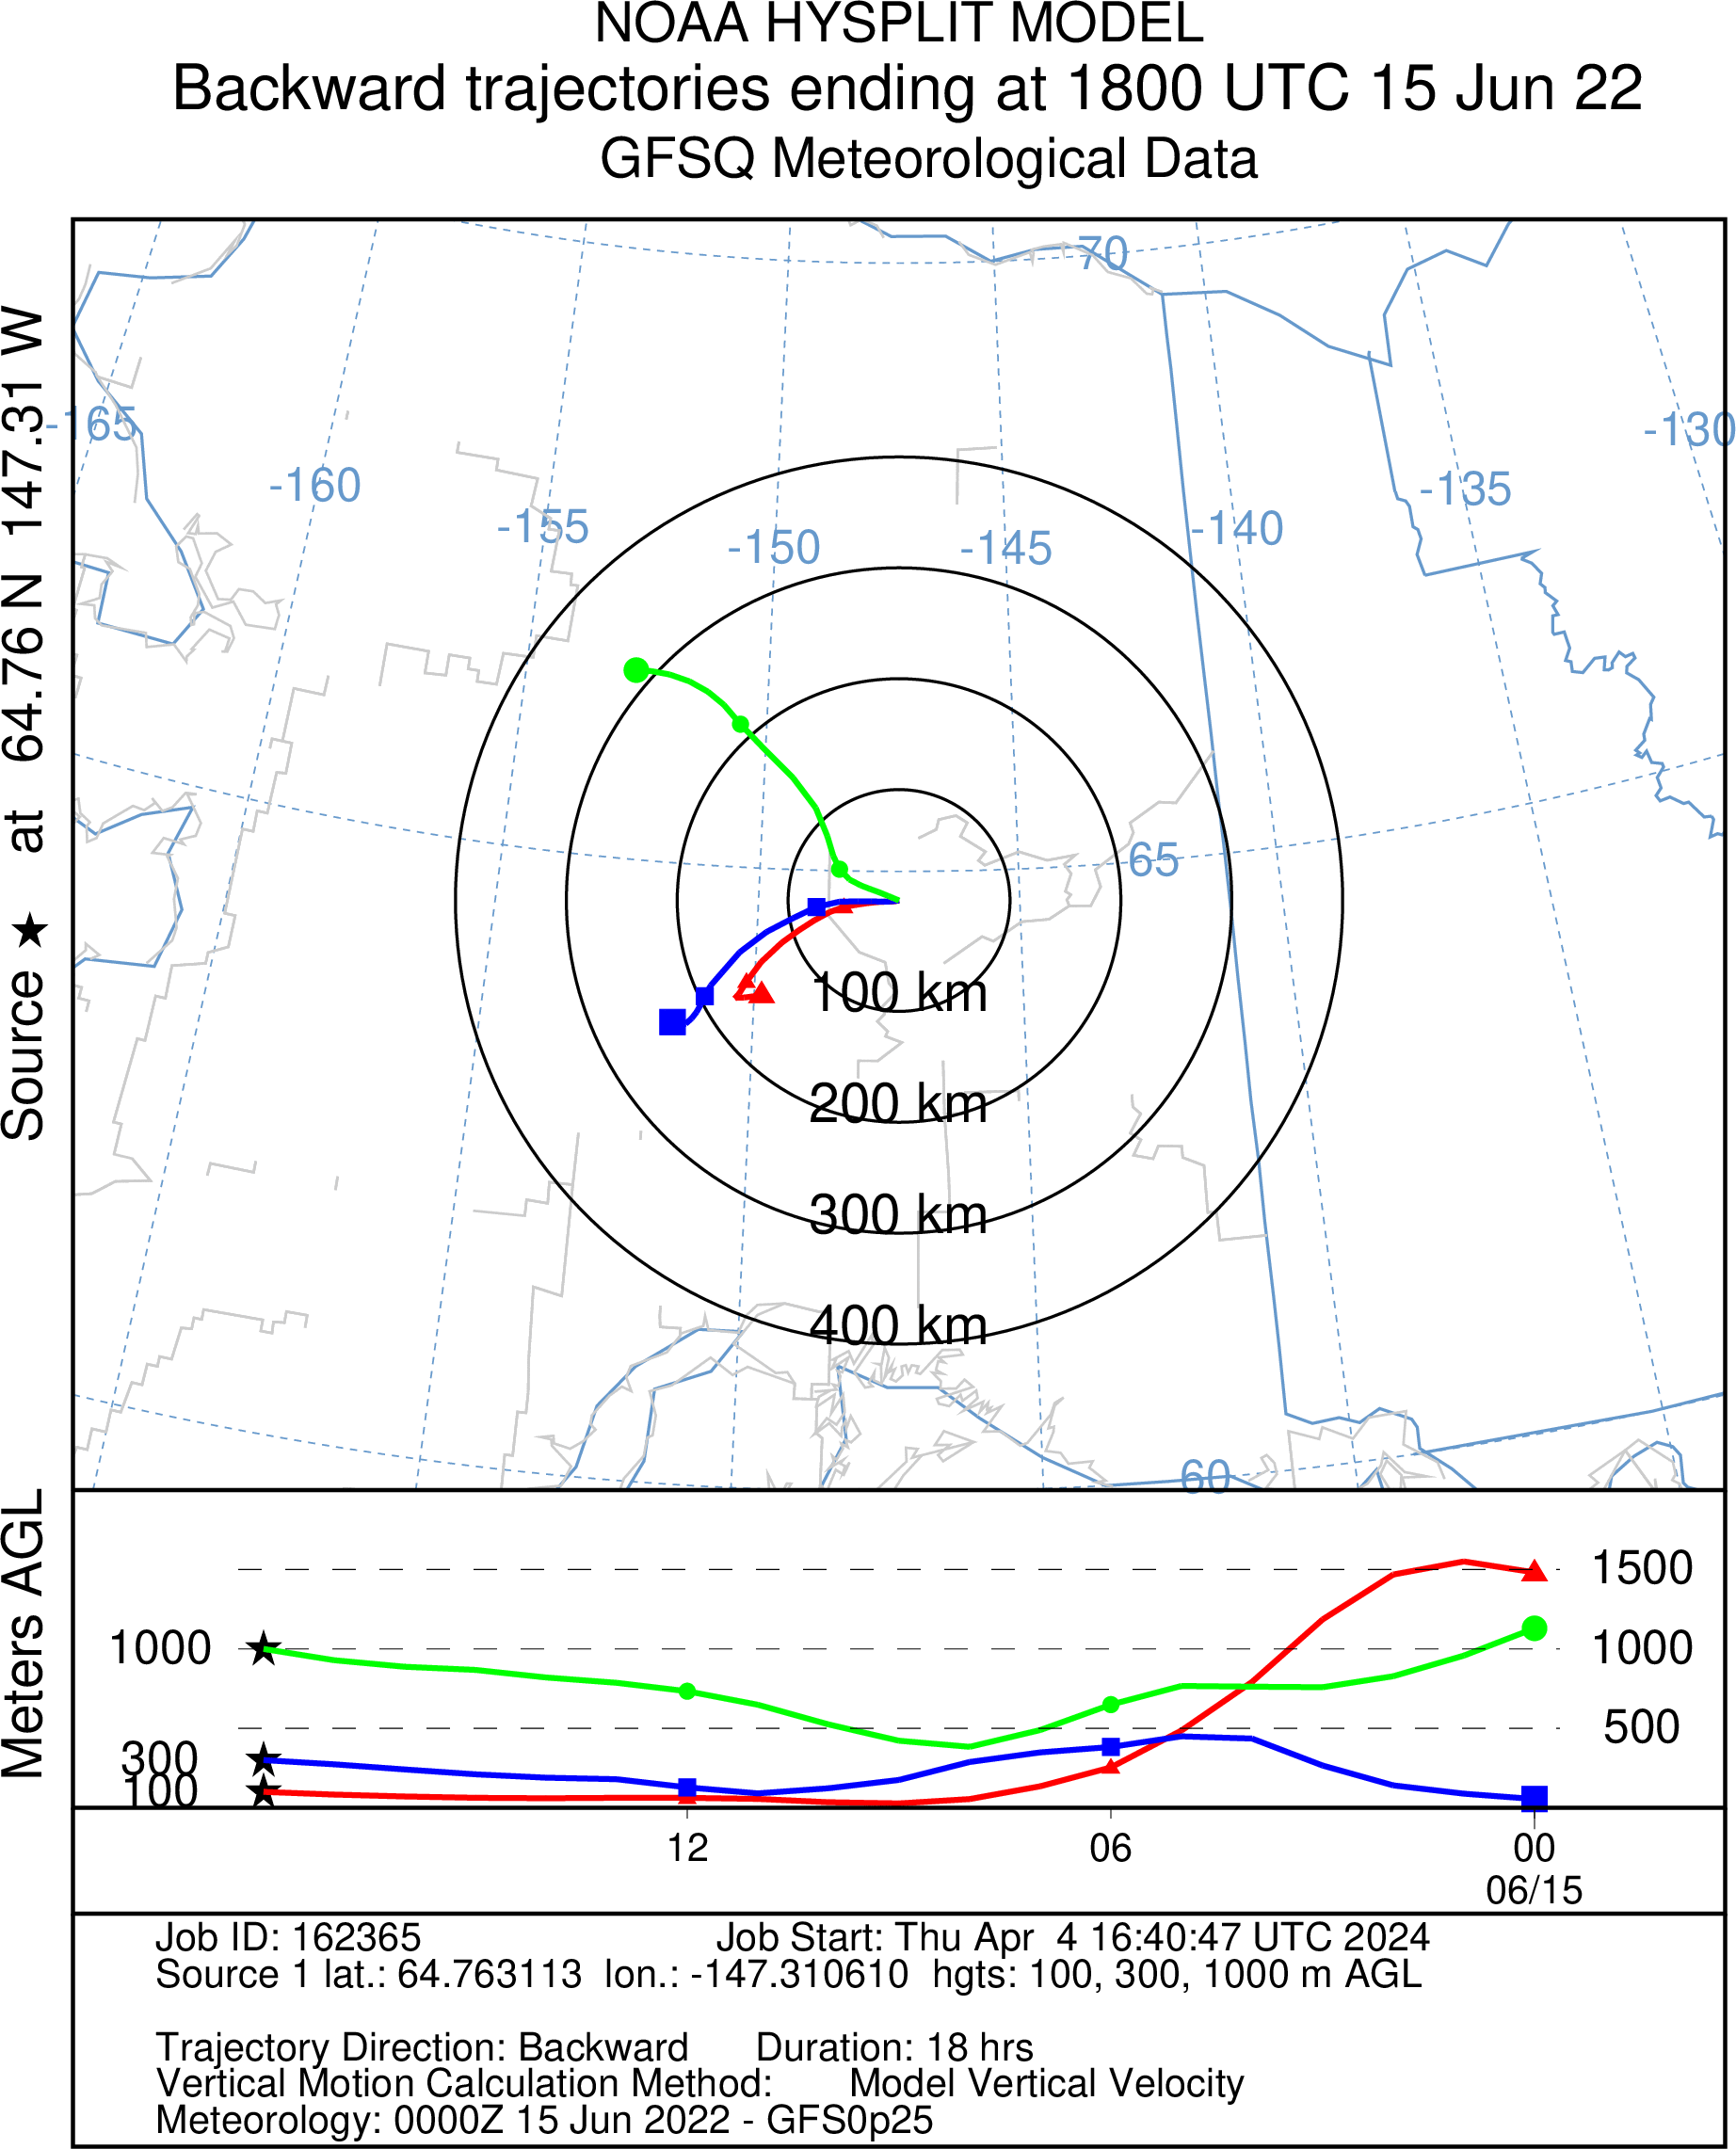 NOAA HYSPLIT MODEL
Backward trajectories ending at 1800 UTC 15 Jun 22
GFSQ Meteorological Data
Source ★ at 64.76 N 147.31 W
70
-165
-160
-155
-150
-145
-140
-135
-130
65
100 km
200 km
300 km
400 km
60
Meters AGL
1500
1000
1000
500
300
100
12
06
00
06/15
Job ID: 162365 Job Start: Thu Apr 4 16:40:47 UTC 2024
Source 1 lat.: 64.763113 lon.: -147.310610 hgts: 100, 300, 1000 m AGL
Trajectory Direction: Backward Duration: 18 hrs
Vertical Motion Calculation Method: Model Vertical Velocity
Meteorology: 0000Z 15 Jun 2022 - GFS0p25